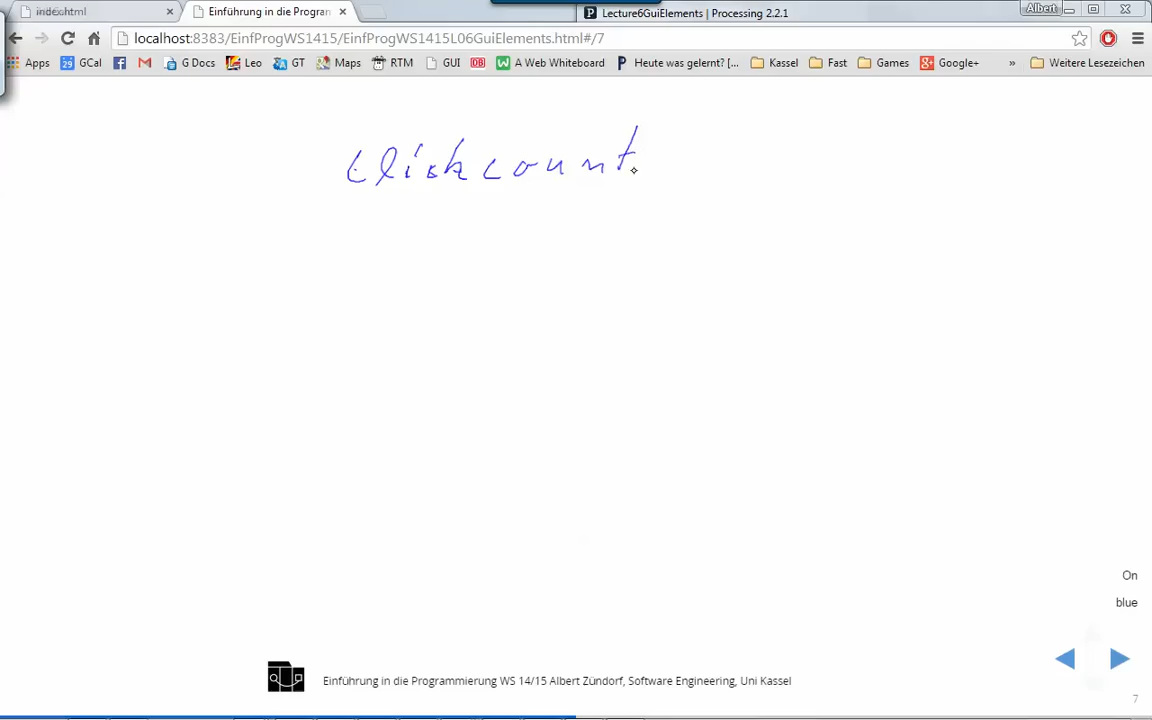 index.html
Einführung in die Program
Lecture6GuiElements | Processing 2.2.1
Albert
localhost:8383/EinfProgWS1415/EinfProgWS1415L06GuiElements.html#/7
Apps GCal G Docs Leo GT Maps RTM GUI DB A Web Whiteboard Heute was gelernt? [... Kassel Fast Games Google+ » Weitere Lesezeichen
clickcount
On
blue
Einführung in die Programmierung WS 14/15 Albert Zündorf, Software Engineering, Uni Kassel
7